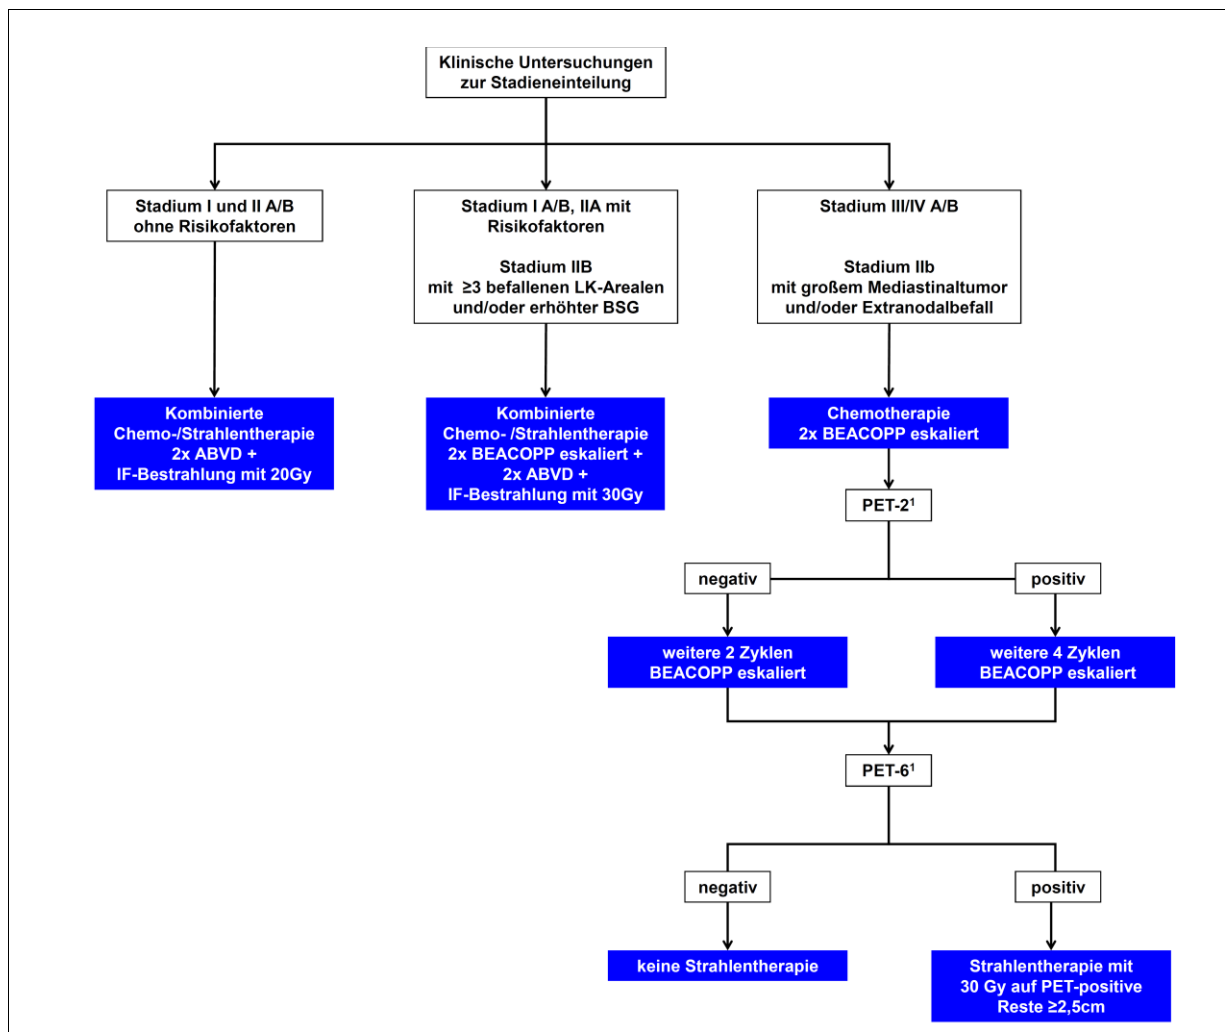 Klinische Untersuchungen
zur Stadieneinteilung
Stadium I und II A/B
ohne Risikofaktoren
Stadium I A/B, IIA mit
Risikofaktoren
Stadium IIB
mit ≥3 befallenen LK-Arealen
und/oder erhöhter BSG
Stadium III/IV A/B
Stadium IIb
mit großem Mediastinaltumor
und/oder Extranodalbefall
Kombinierte
Chemo-/Strahlentherapie
2x ABVD +
IF-Bestrahlung mit 20Gy
Kombinierte
Chemo- /Strahlentherapie
2x BEACOPP eskaliert +
2x ABVD +
IF-Bestrahlung mit 30Gy
Chemotherapie
2x BEACOPP eskaliert
PET-2¹
negativ
positiv
weitere 2 Zyklen
BEACOPP eskaliert
weitere 4 Zyklen
BEACOPP eskaliert
PET-6¹
negativ
positiv
keine Strahlentherapie
Strahlentherapie mit
30 Gy auf PET-positive
Reste ≥2,5cm